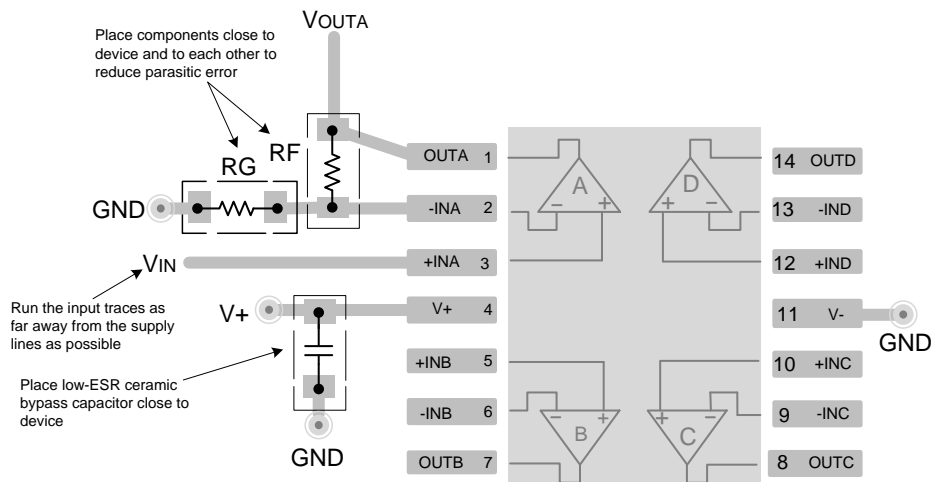 VOUTA
Place components close to
device and to each other to
reduce parasitic error
RG
RF
GND
VIN
Run the input traces as
far away from the supply
lines as possible
V+
Place low-ESR ceramic
bypass capacitor close to
device
GND
OUTA 1
-INA 2
+INA 3
V+ 4
+INB 5
-INB 6
OUTB 7
A
- +
D
+ -
B
- +
C
+ -
14 OUTD
13 -IND
12 +IND
11 V-
10 +INC
9 -INC
8 OUTC
GND